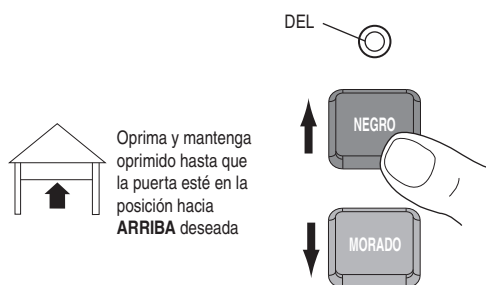 DEL
NEGRO
Oprima y mantenga
oprimido hasta que
la puerta esté en la
posición hacia
ARRIBA deseada
MORADO